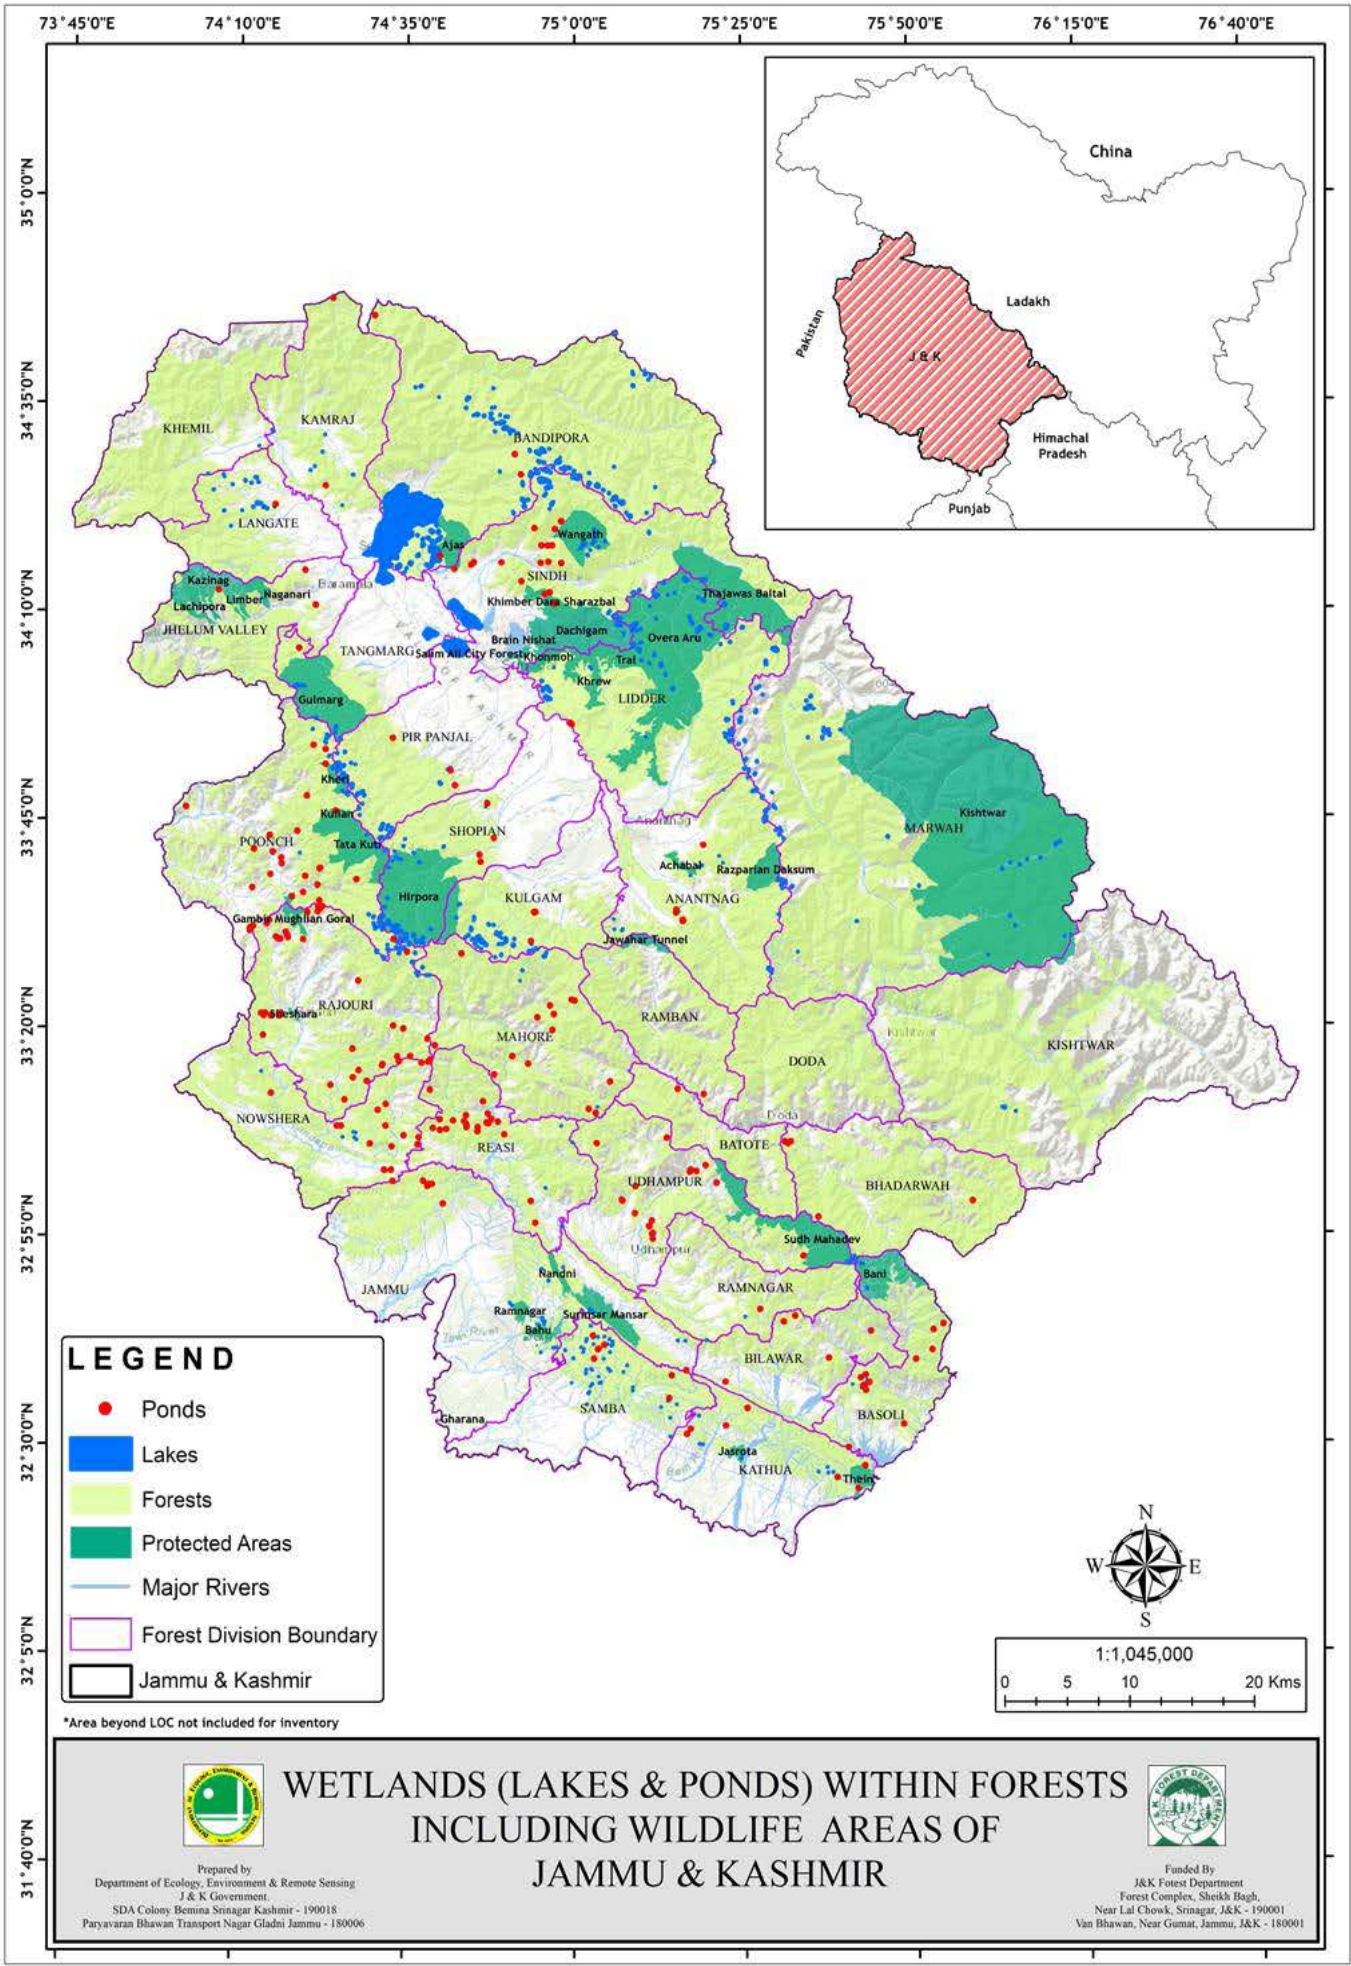 73°45'0"E 74°10'0"E 74°35'0"E 75°0'0"E 75°25'0"E 75°50'0"E 76°15'0"E 76°40'0"E
35°0'0"N
34°35'0"N
34°10'0"N
33°45'0"N
33°20'0"N
32°55'0"N
32°30'0"N
32°5'0"N
31°40'0"N
China
Ladakh
Pakistan
J & K
Himachal
Pradesh
Punjab
KHEMIL
KAMRAJ
BANDIPORA
LANGATE
Ajas
Wangath
SINDH
Kazinag
Baramula
Lachipora
Limber
Naganari
Khimber Dara Sharazbal
Thajawas Baltal
JHELUM VALLEY
Dachigam
Brain Nishat
Overa Aru
TANGMARG
Salim Ali City Forest
Khonmoh
Tral
Khrew
LIDDER
Gulmarg
PIR PANJAL
Kheri
Kullan
Kishtwar
MARWAH
SHOPIAN
Anantnag
POONCH
Tata Kuti
Achabal
Razparian Daksum
Hirpora
KULGAM
ANANTNAG
Gambir Mughlan Goral
Jawahar Tunnel
RAJOURI
Sheshara
RAMBAN
MAHORE
Kishtwar
KISHTWAR
DODA
NOWSHERA
Doda
REASI
BATOTE
UDHAMPUR
BHADARWAH
Sudh Mahadev
Udhampur
Nandni
Bani
JAMMU
RAMNAGAR
Ramnagar
Surinsar Mansar
Bahu
Tawi River
BILAWAR
SAMBA
BASOLI
Gharana
Jasrota
KATHUA
Thein
LEGEND
Ponds
Lakes
Forests
Protected Areas
Major Rivers
Forest Division Boundary
Jammu & Kashmir
*Area beyond LOC not included for inventory
N
W E
S
1:1,045,000
0 5 10 20 Kms
WETLANDS (LAKES & PONDS) WITHIN FORESTS
INCLUDING WILDLIFE AREAS OF
JAMMU & KASHMIR
Prepared by
Department of Ecology, Environment & Remote Sensing
J & K Government.
SDA Colony Bemina Srinagar Kashmir - 190018
Paryavaran Bhawan Transport Nagar Gladni Jammu - 180006
J & K FOREST DEPARTMENT
Funded By
J&K Fotest Department
Forest Complex, Sheikh Bagh,
Near Lal Chowk, Srinagar, J&K - 190001
Van Bhawan, Near Gumat, Jammu, J&K - 180001